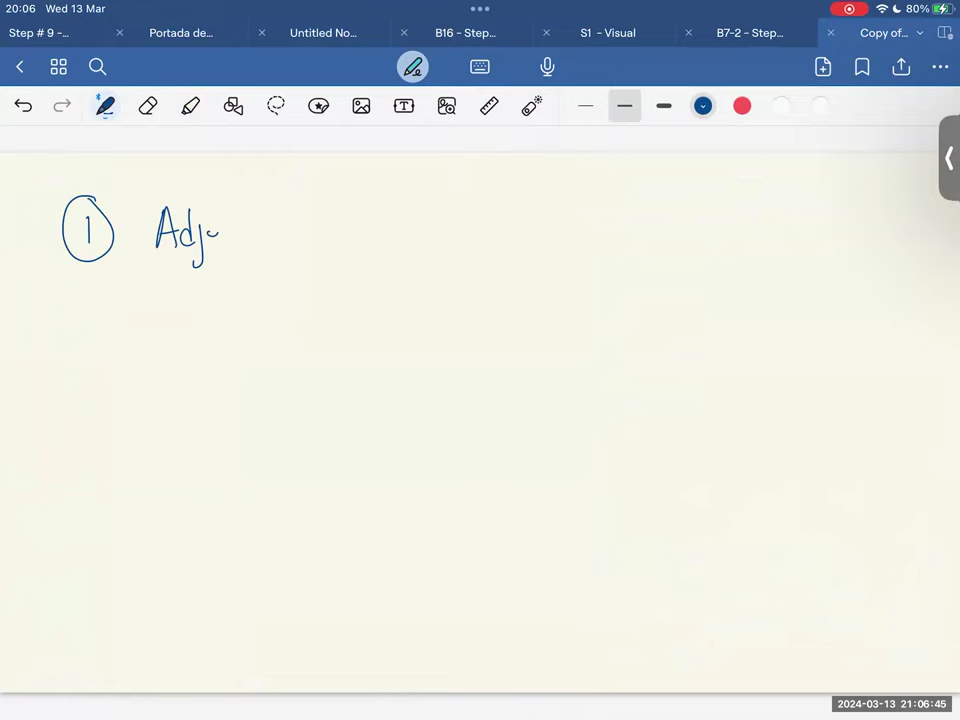 20:06 Wed 13 Mar 80%
Step # 9 -... Portada de... Untitled No... B16 - Step... S1 - Visual B7-2 - Step... Copy of...
1 Adj
2024-03-13 21:06:45